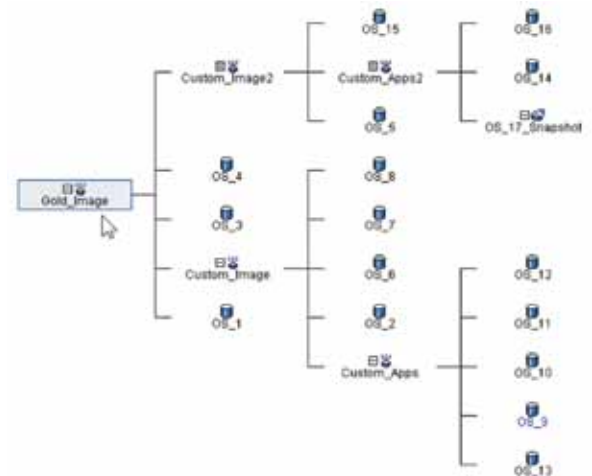 OS_15
OS_16
Custom_Image2
Custom_Apps2
OS_14
OS_5
OS_17_Snapshot
OS_4
OS_8
Gold_Image
OS_3
OS_7
Custom_Image
OS_6
OS_12
OS_1
OS_2
OS_11
Custom_Apps
OS_10
OS_9
OS_13